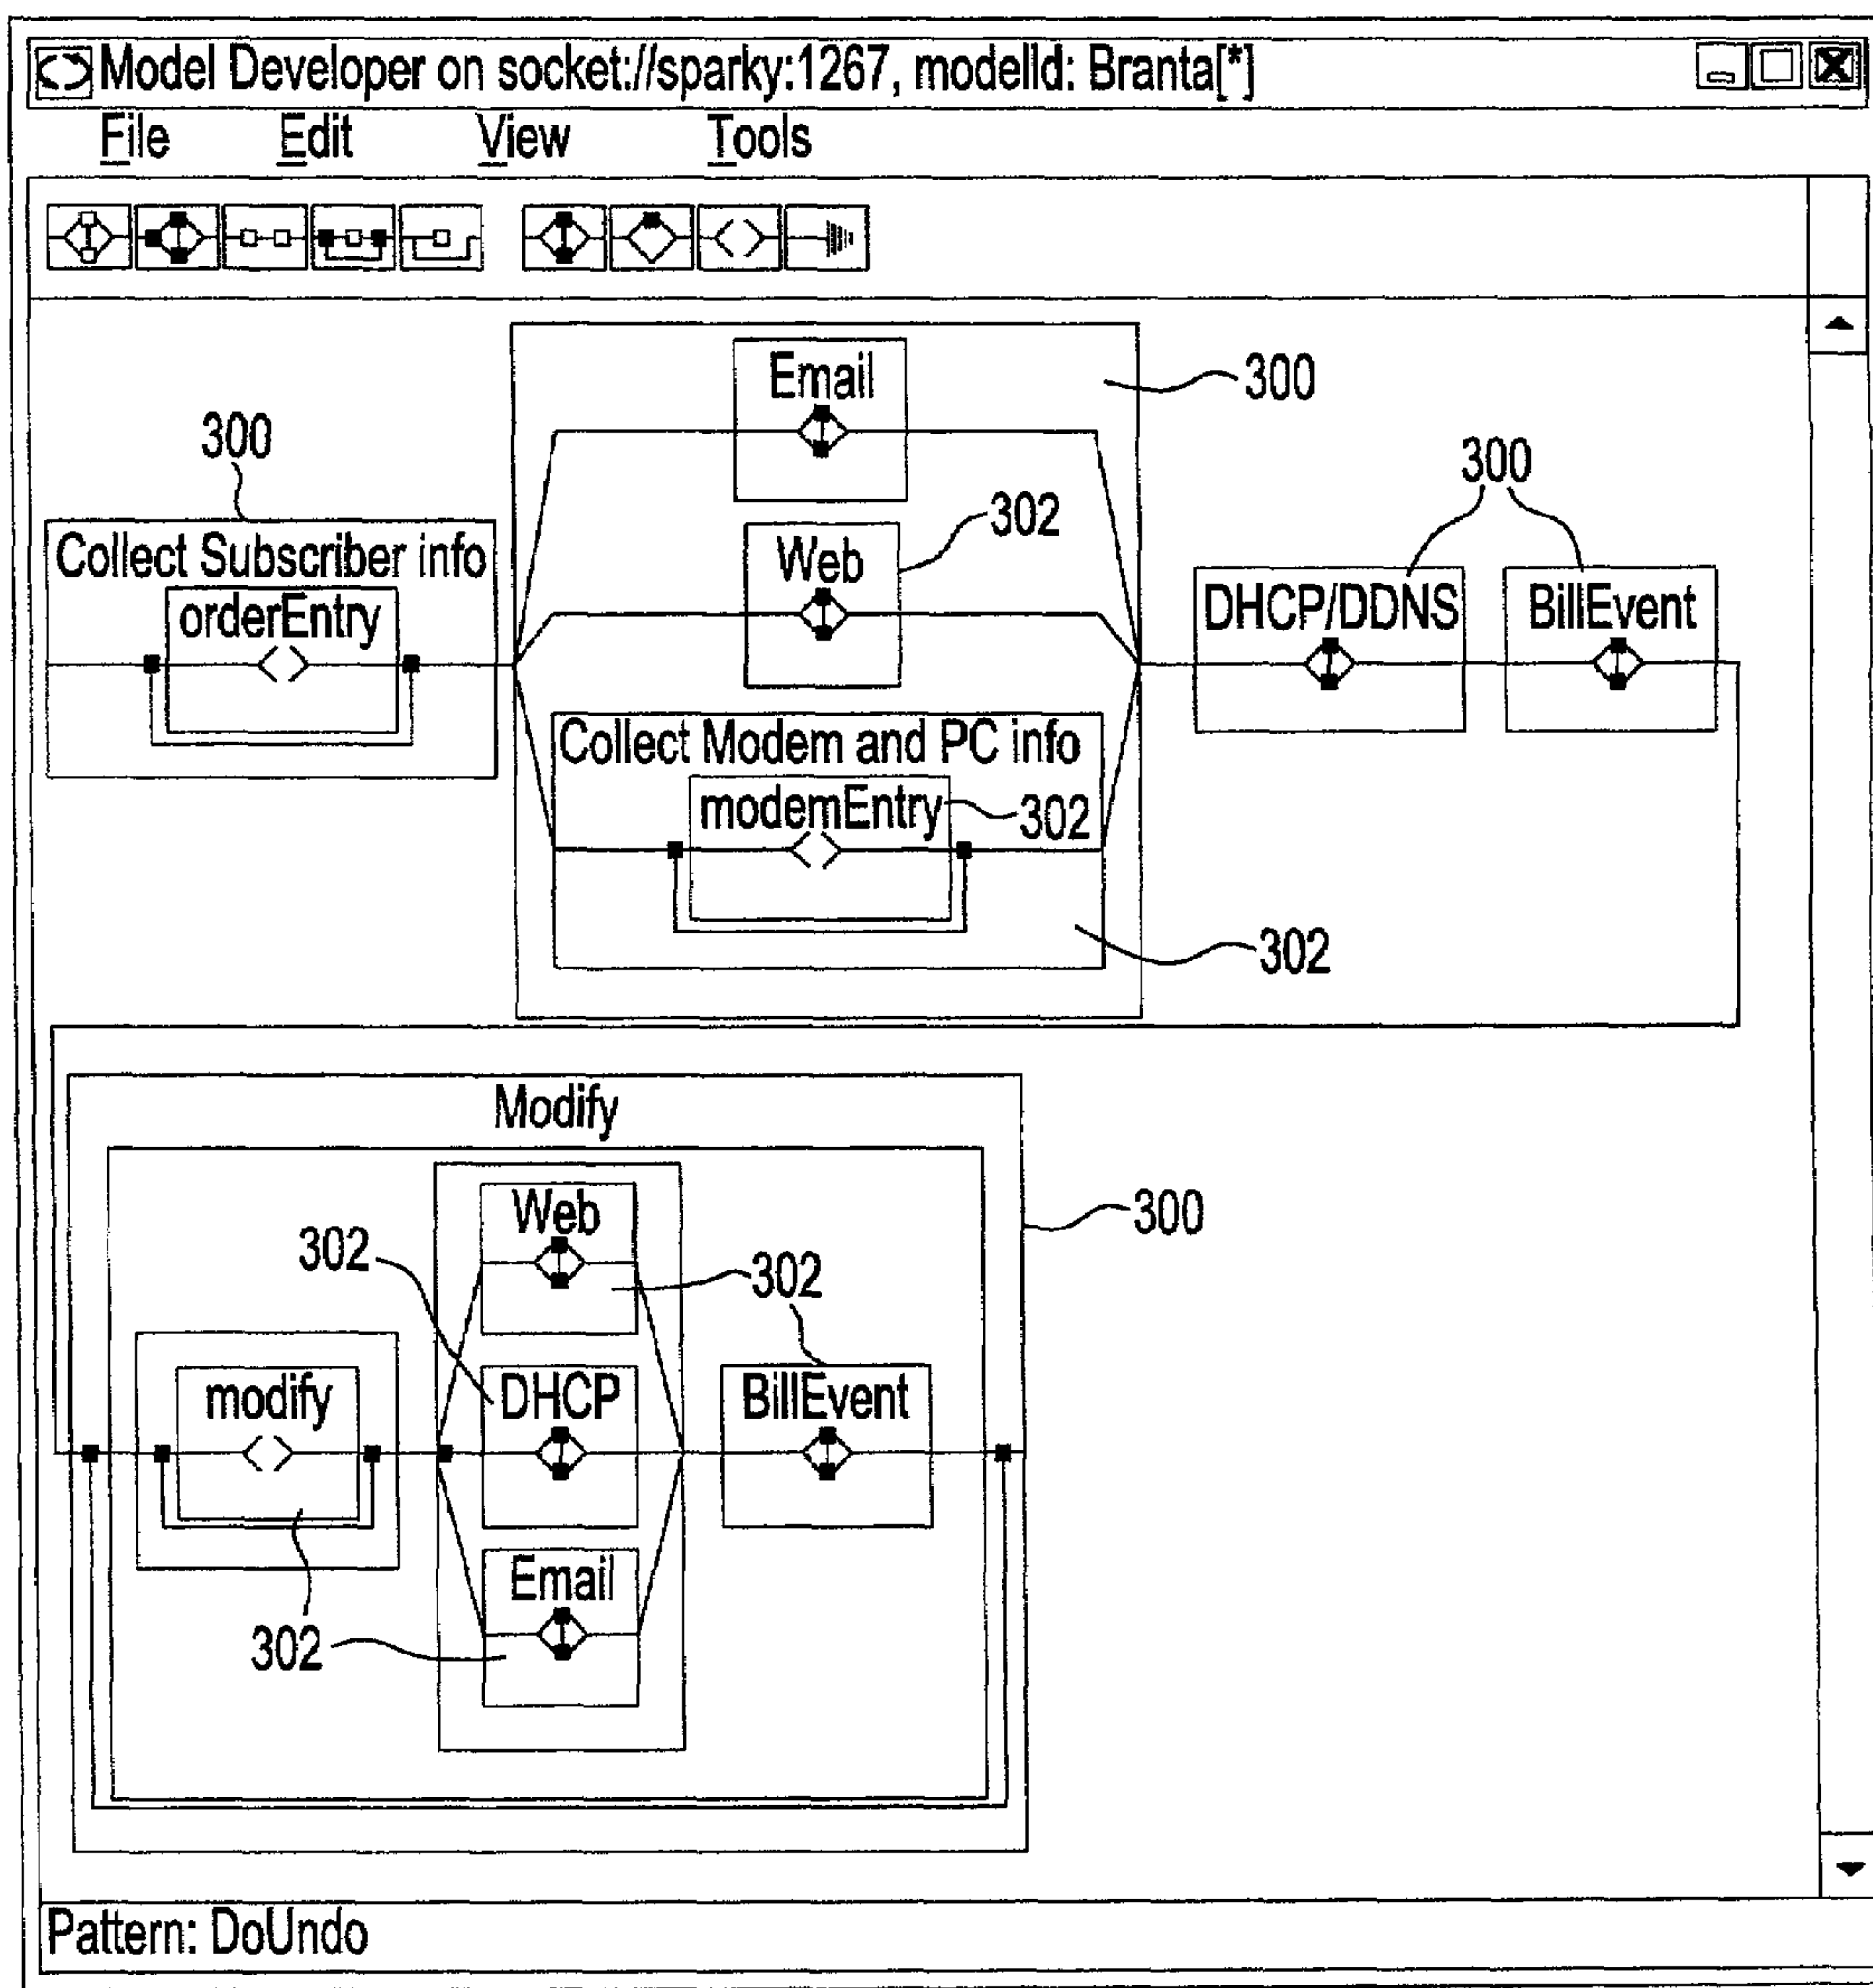 Model Developer on socket://sparky:1267, modelId: Branta[*]
File Edit View Tools
Email
300
300
300
302
Collect Subscriber info
Web
orderEntry
DHCP/DDNS
BillEvent
Collect Modem and PC info
modemEntry
302
302
Modify
Web
300
302
302
modify
DHCP
BillEvent
Email
302
Pattern: DoUndo